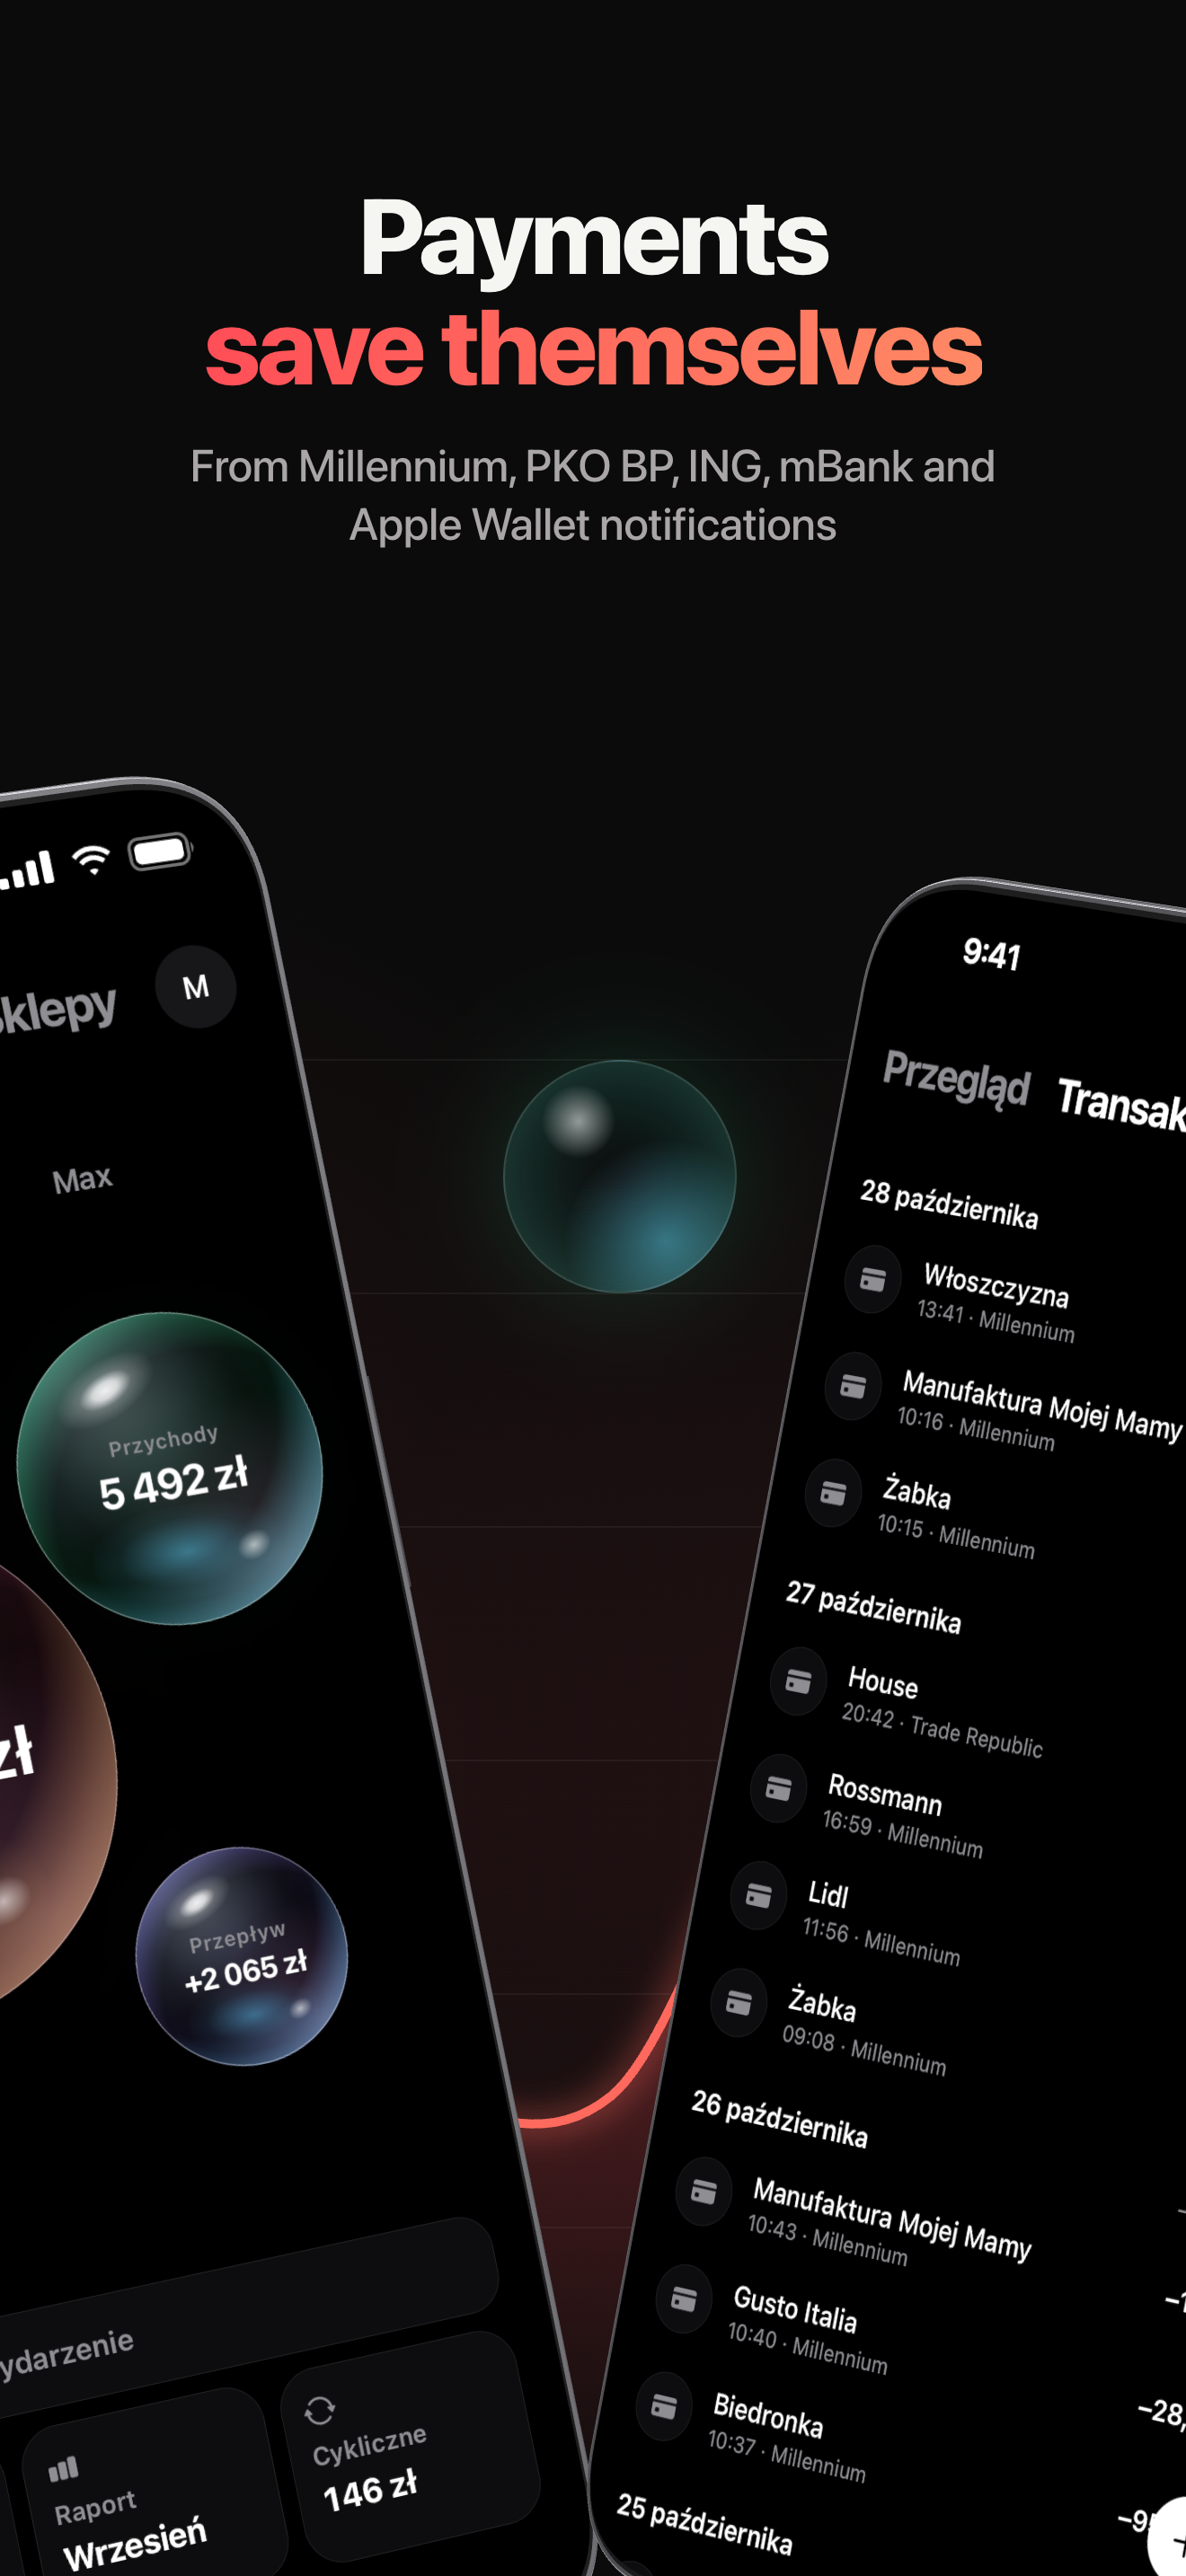 Payments
save themselves
From Millennium, PKO BP, ING, mBank and
Apple Wallet notifications
M
Max
Przychody
5 492 zł
zł
Przepływ
+2 065 zł
Raport
Wrzesień
Cykliczne
146 zł
9:41
Przegląd
28 października
Włoszczyzna
13:41 · Millennium
Manufaktura Mojej Mamy
10:16 · Millennium
Żabka
10:15 · Millennium
27 października
House
20:42 · Trade Republic
Rossmann
16:59 · Millennium
Lidl
11:56 · Millennium
Żabka
09:08 · Millennium
26 października
Manufaktura Mojej Mamy
10:43 · Millennium
Gusto Italia
10:40 · Millennium
−28,
Biedronka
10:37 · Millennium
25 października